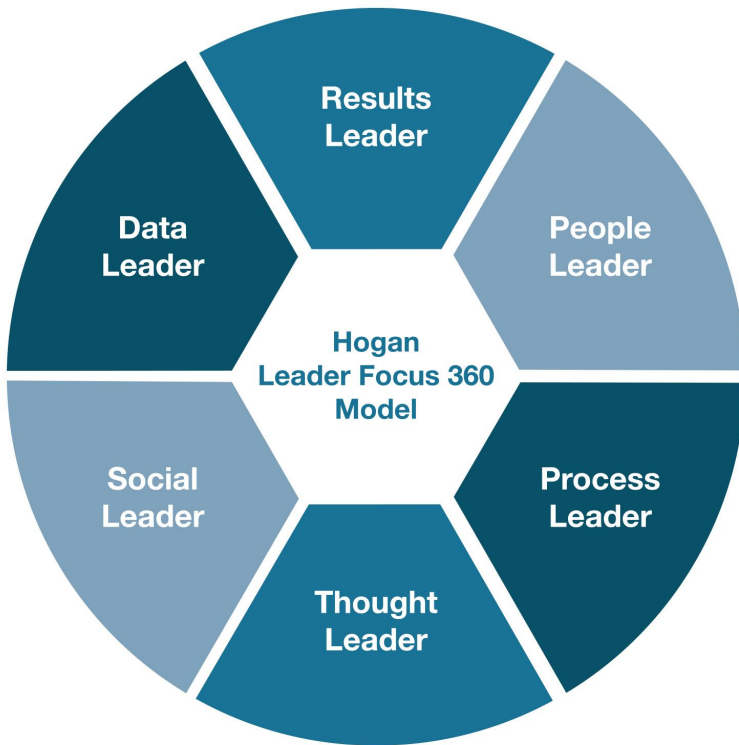 Results
Leader
People
Leader
Process
Leader
Thought
Leader
Social
Leader
Data
Leader
Hogan
Leader Focus 360
Model